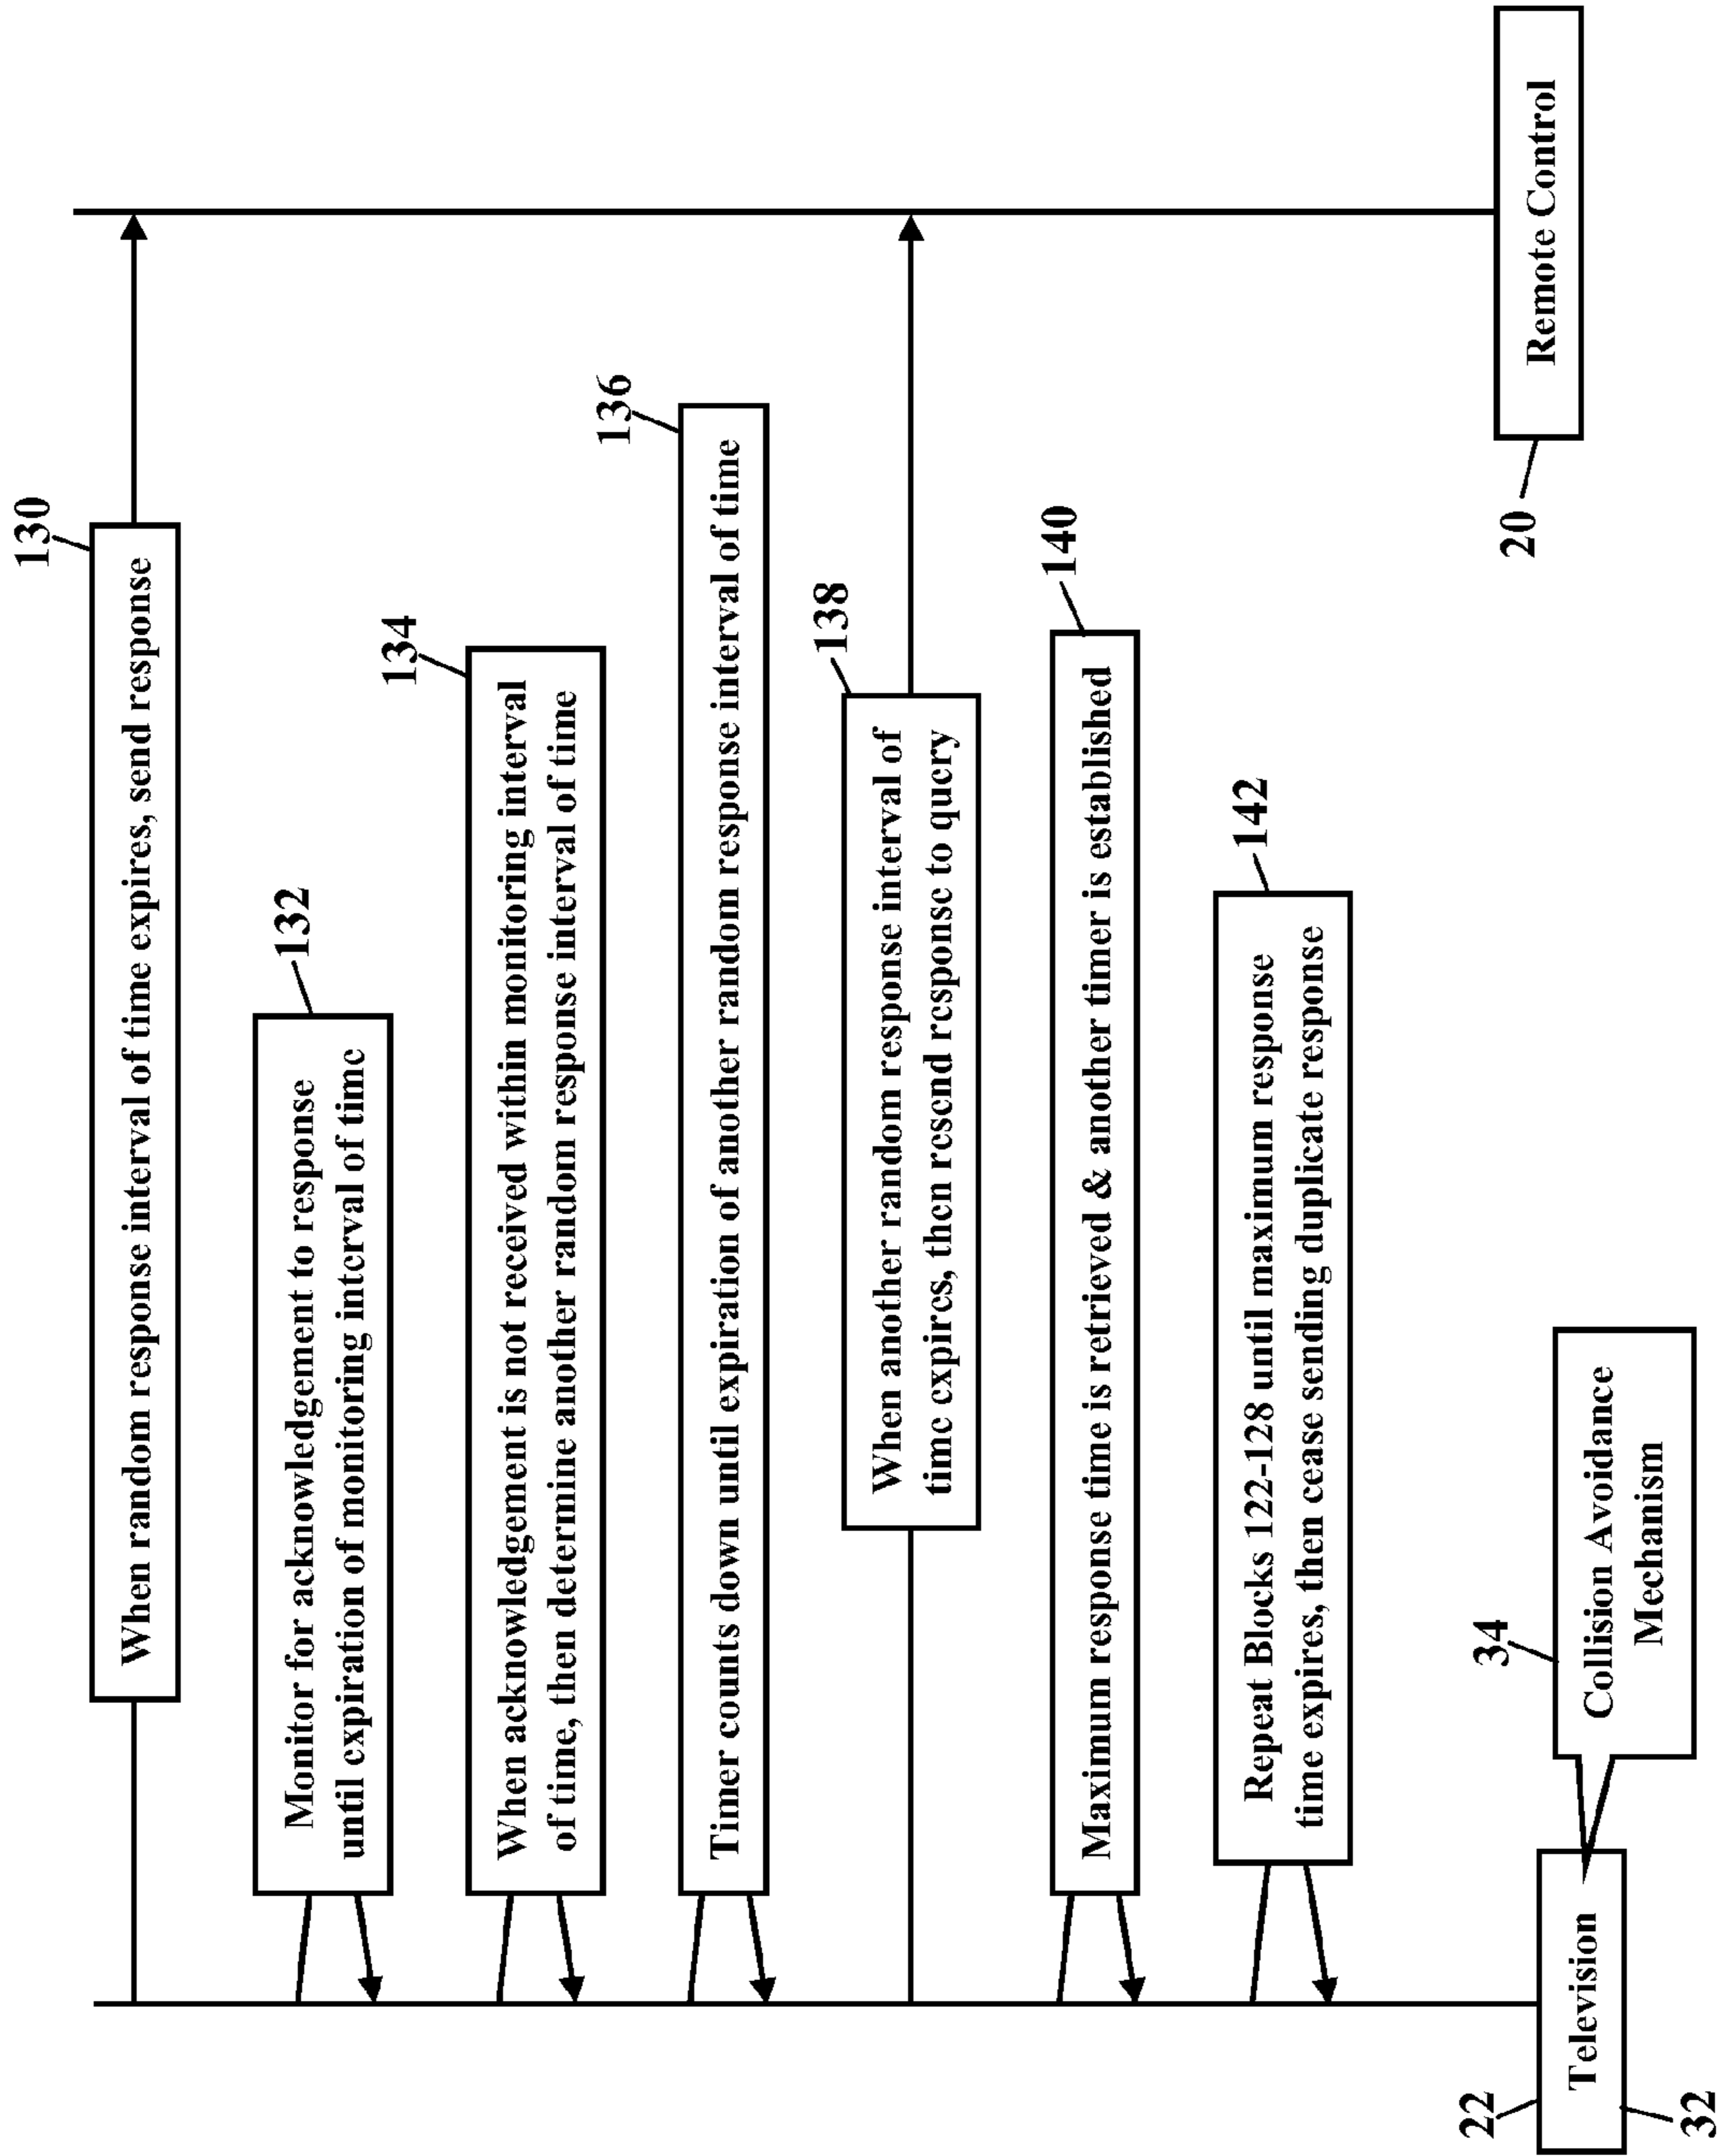 130
When random response interval of time expires, send response
132
Monitor for acknowledgement to response
until expiration of monitoring interval of time
134
When acknowledgement is not received within monitoring interval
of time, then determine another random response interval of time
136
Timer counts down until expiration of another random response interval of time
138
When another random response interval of
time expires, then resend response to query
140
Maximum response time is retrieved & another timer is established
142
Repeat Blocks 122-128 until maximum response
time expires, then cease sending duplicate response
22
Television
32
34
Collision Avoidance
Mechanism
20
Remote Control